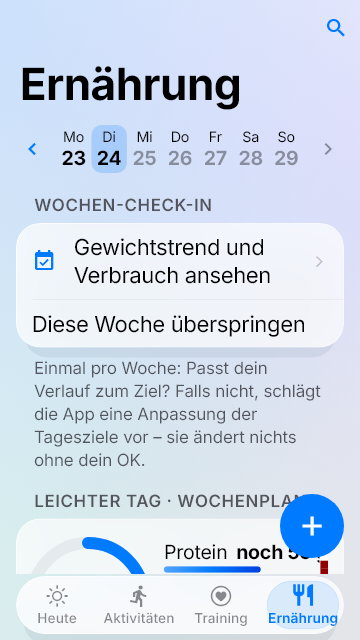 Ernährung
Mo Di Mi Do Fr Sa So
23 24 25 26 27 28 29
WOCHEN-CHECK-IN
Gewichtstrend und
Verbrauch ansehen
Diese Woche überspringen
Einmal pro Woche: Passt dein
Verlauf zum Ziel? Falls nicht, schlägt
die App eine Anpassung der
Tagesziele vor – sie ändert nichts
ohne dein OK.
LEICHTER TAG · WOCHENPLAN
Protein noch
Heute Aktivitäten Training Ernährung